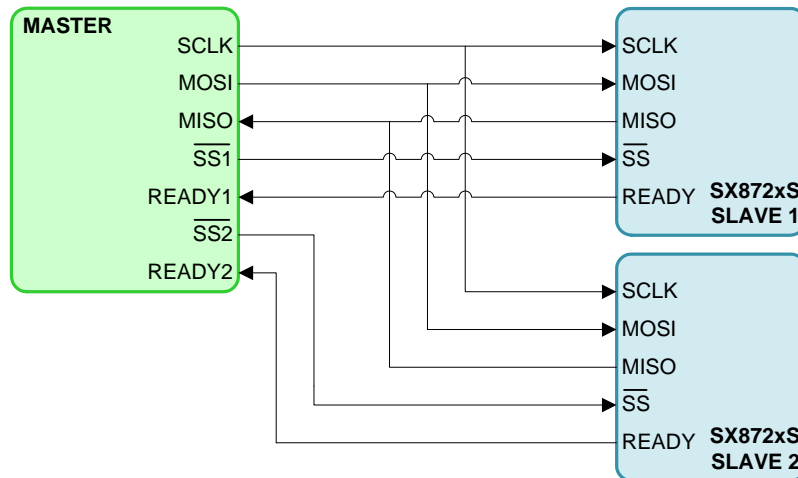 MASTER
SCLK
MOSI
MISO
SS1
READY1
SS2
READY2
SCLK
MOSI
MISO
SS
READY
SX872xS
SLAVE 1
SCLK
MOSI
MISO
SS
READY
SX872xS
SLAVE 2